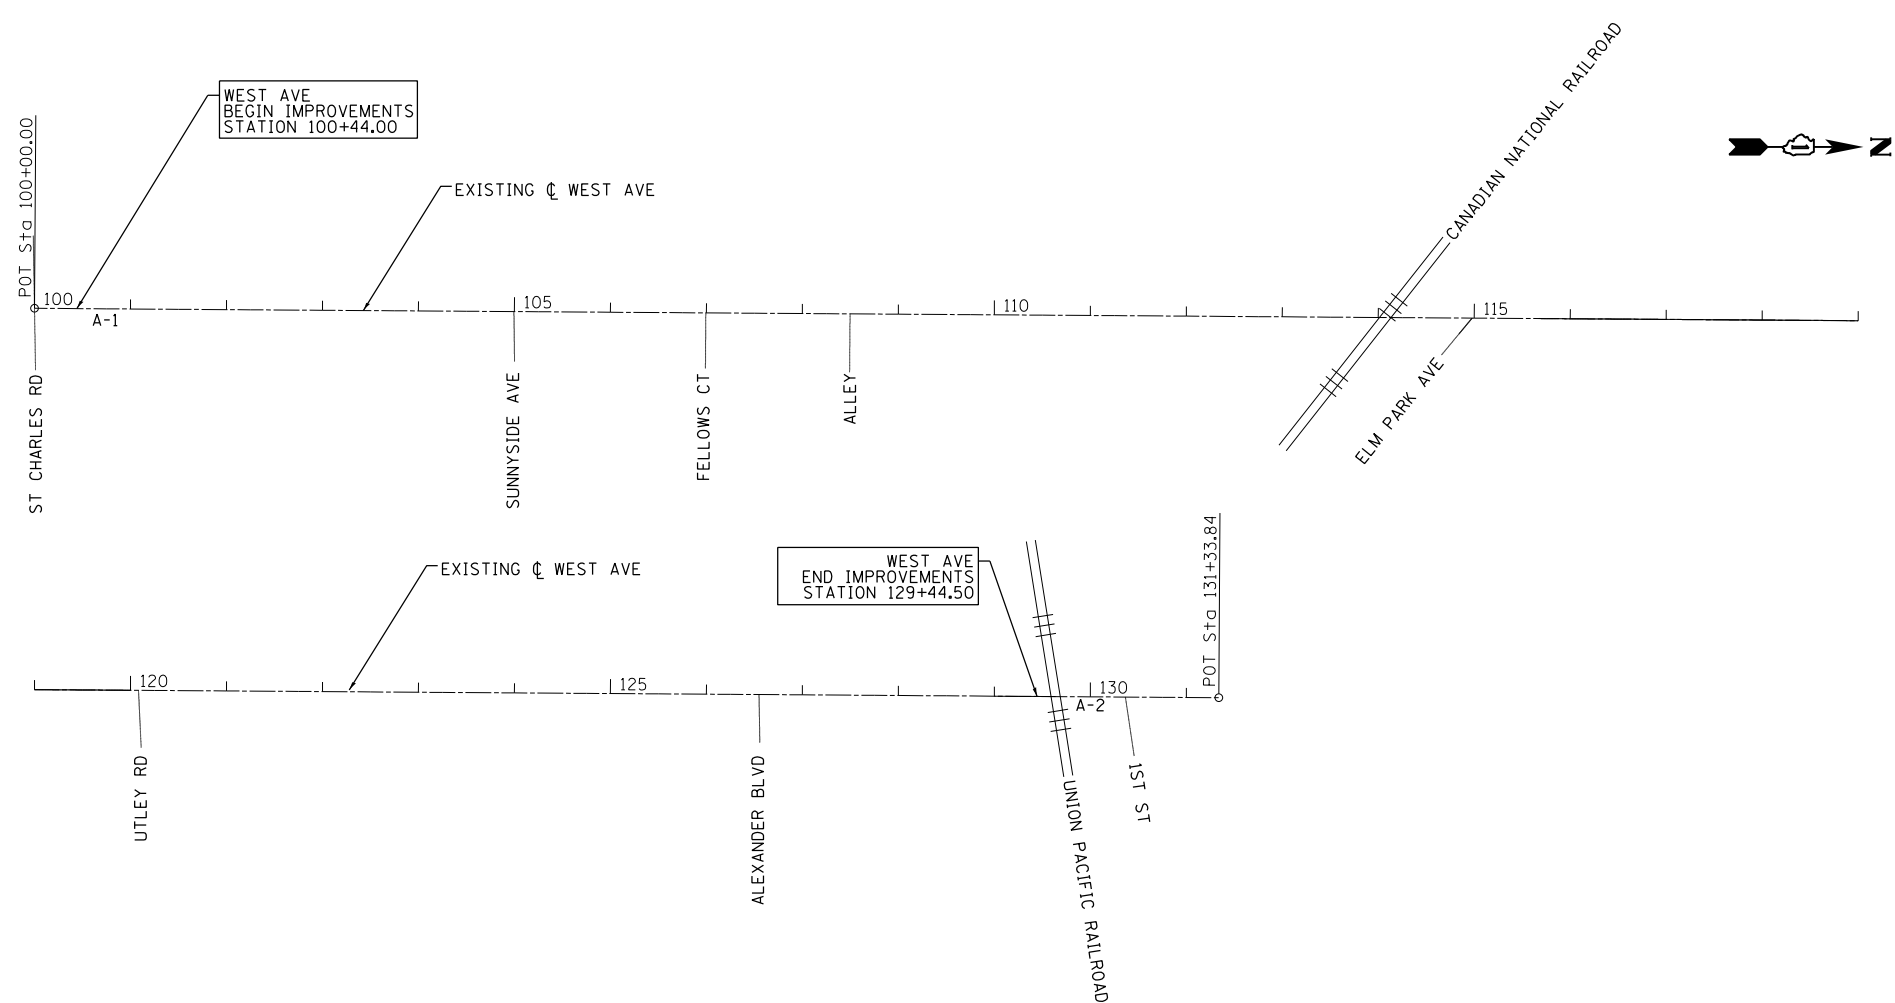 WEST AVE
BEGIN IMPROVEMENTS
STATION 100+44.00
POT Sta 100+00.00
EXISTING ℄ WEST AVE
CANADIAN NATIONAL RAILROAD
N
100
105
110
115
A-1
ST CHARLES RD
SUNNYSIDE AVE
FELLOWS CT
ALLEY
ELM PARK AVE
EXISTING ℄ WEST AVE
WEST AVE
END IMPROVEMENTS
STATION 129+44.50
POT Sta 131+33.84
120
125
130
A-2
UTLEY RD
ALEXANDER BLVD
UNION PACIFIC RAILROAD
1ST ST